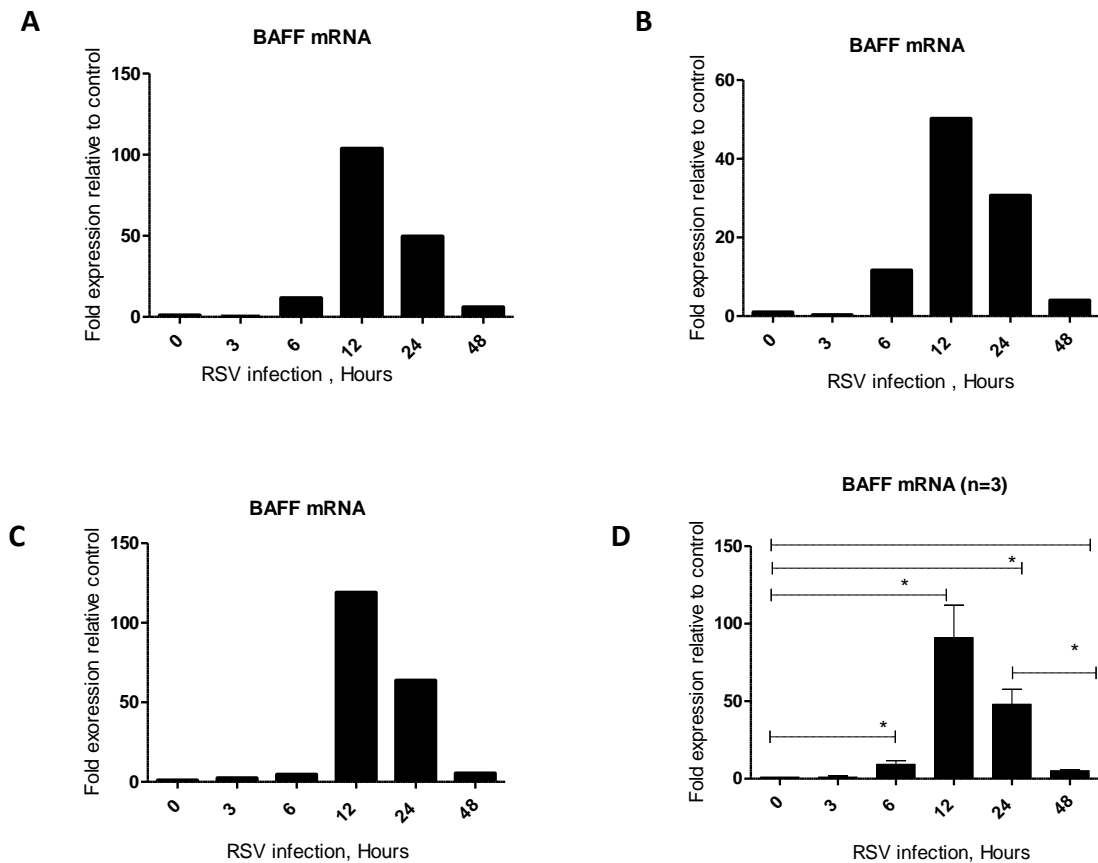 A
BAFF mRNA
Fold expression relative to control
150
100
50
0
0 3 6 12 24 48
RSV infection , Hours
B
BAFF mRNA
Fold expression relative to control
60
40
20
0
0 3 6 12 24 48
RSV infection, Hours
C
BAFF mRNA
Fold exoression relative control
150
100
50
0
0 3 6 12 24 48
RSV infection, Hours
D
BAFF mRNA (n=3)
Fold expression relative to control
150
100
50
0
*
*
*
*
0 3 6 12 24 48
RSV infection, Hours